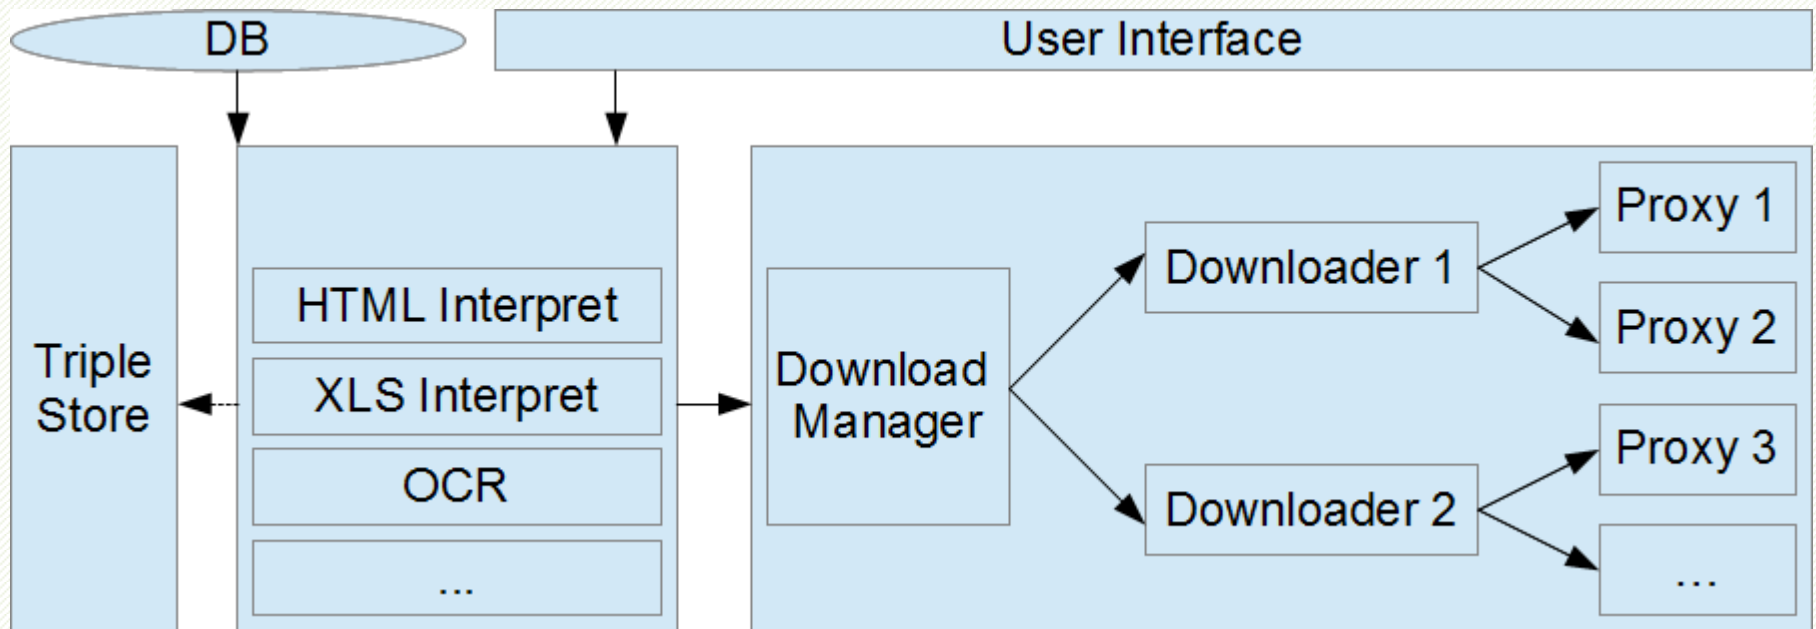 DB
User Interface
Triple
Store
HTML Interpret
XLS Interpret
OCR
...
Download
Manager
Downloader 1
Downloader 2
Proxy 1
Proxy 2
Proxy 3
...